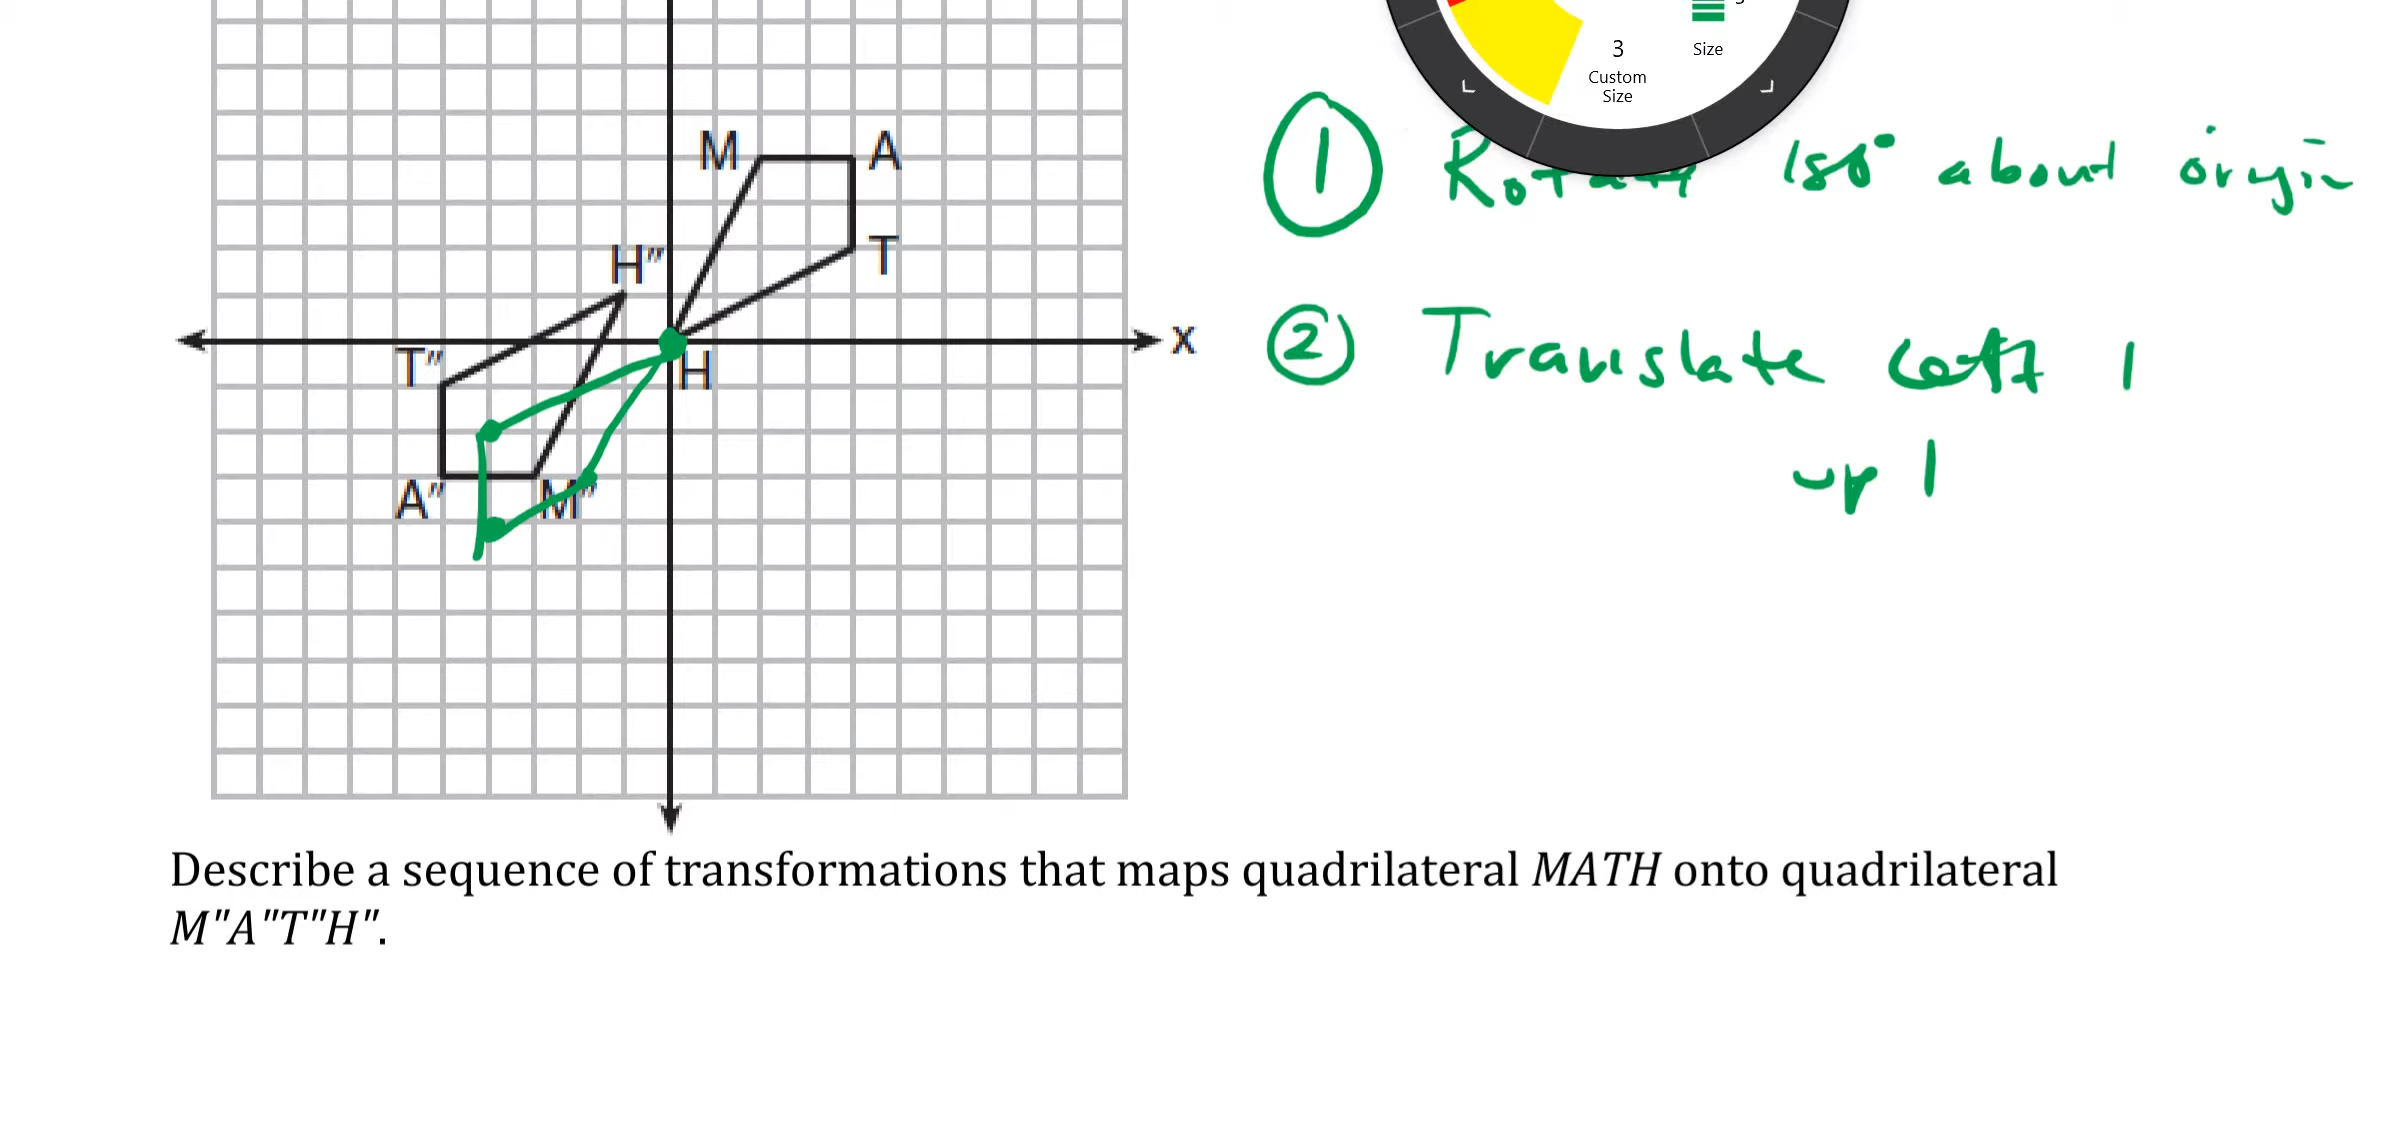 3
Size
Custom
Size
M
A
① Rotate 180° about origin
H"
T
x
T"
H
② Translate left 1
A"
M"
up 1
Describe a sequence of transformations that maps quadrilateral MATH onto quadrilateral
M"A"T"H".